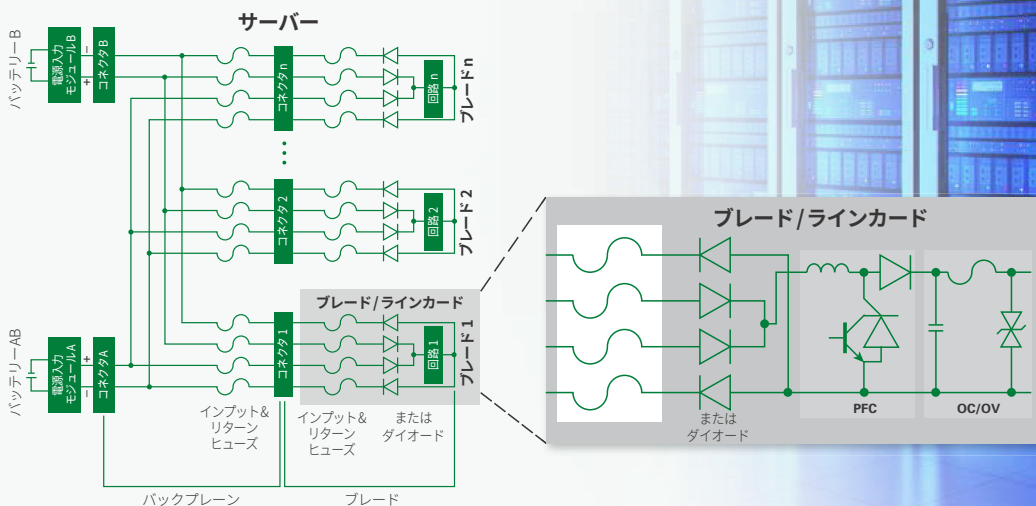 サーバー
バッテリーB
電源入力
モジュールB
−
+
コネクタB
コネクタn
回路n
ブレードn
コネクタ2
回路2
ブレード2
バッテリーAB
電源入力
モジュールA
+
−
コネクタA
コネクタ1
ブレード/ラインカード
回路1
ブレード1
インプット&
リターン
ヒューズ
インプット&
リターン
ヒューズ
または
ダイオード
バックプレーン
ブレード
ブレード/ラインカード
または
ダイオード
PFC
OC/OV